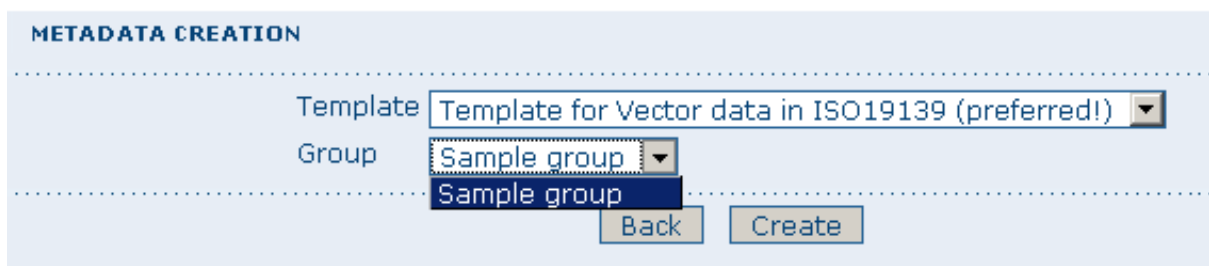 METADATA CREATION
Template Template for Vector data in ISO19139 (preferred!)
Group Sample group
Sample group
Back Create